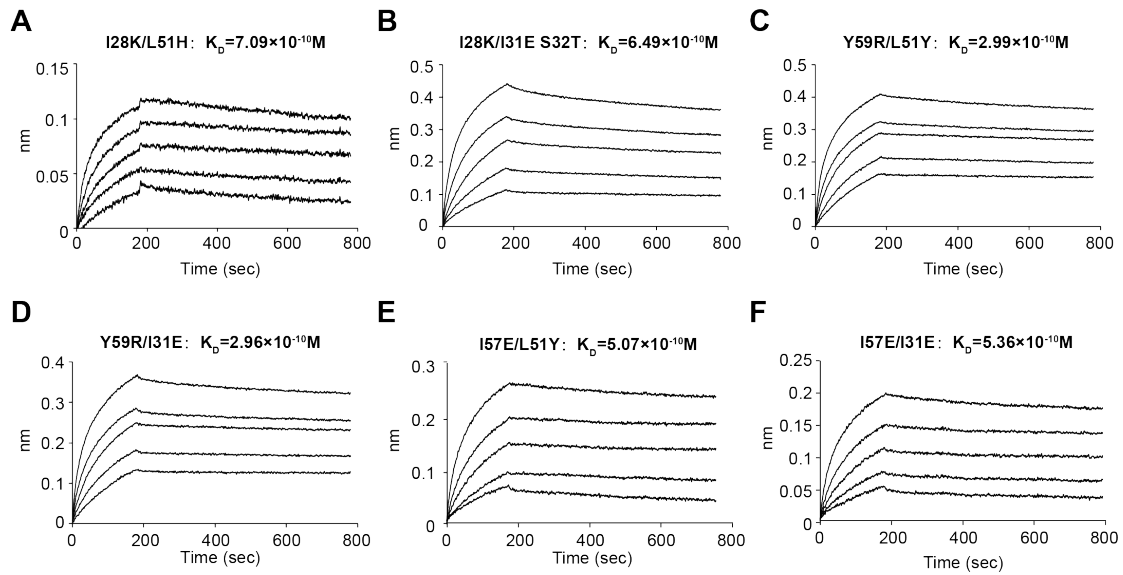 A
I28K/L51H: K_D=7.09×10⁻¹⁰M
0.15
0.1
0.05
0
nm
0 200 400 600 800
Time (sec)
B
I28K/I31E S32T: K_D=6.49×10⁻¹⁰M
0.5
0.4
0.3
0.2
0.1
0
nm
0 200 400 600 800
Time (sec)
C
Y59R/L51Y: K_D=2.99×10⁻¹⁰M
0.5
0.4
0.3
0.2
0.1
0
nm
0 200 400 600 800
Time (sec)
D
Y59R/I31E: K_D=2.96×10⁻¹⁰M
0.4
0.3
0.2
0.1
0
nm
0 200 400 600 800
Time (sec)
E
I57E/L51Y: K_D=5.07×10⁻¹⁰M
0.3
0.2
0.1
0
nm
0 200 400 600 800
Time (sec)
F
I57E/I31E: K_D=5.36×10⁻¹⁰M
0.25
0.2
0.15
0.1
0.05
0
nm
0 200 400 600 800
Time (sec)